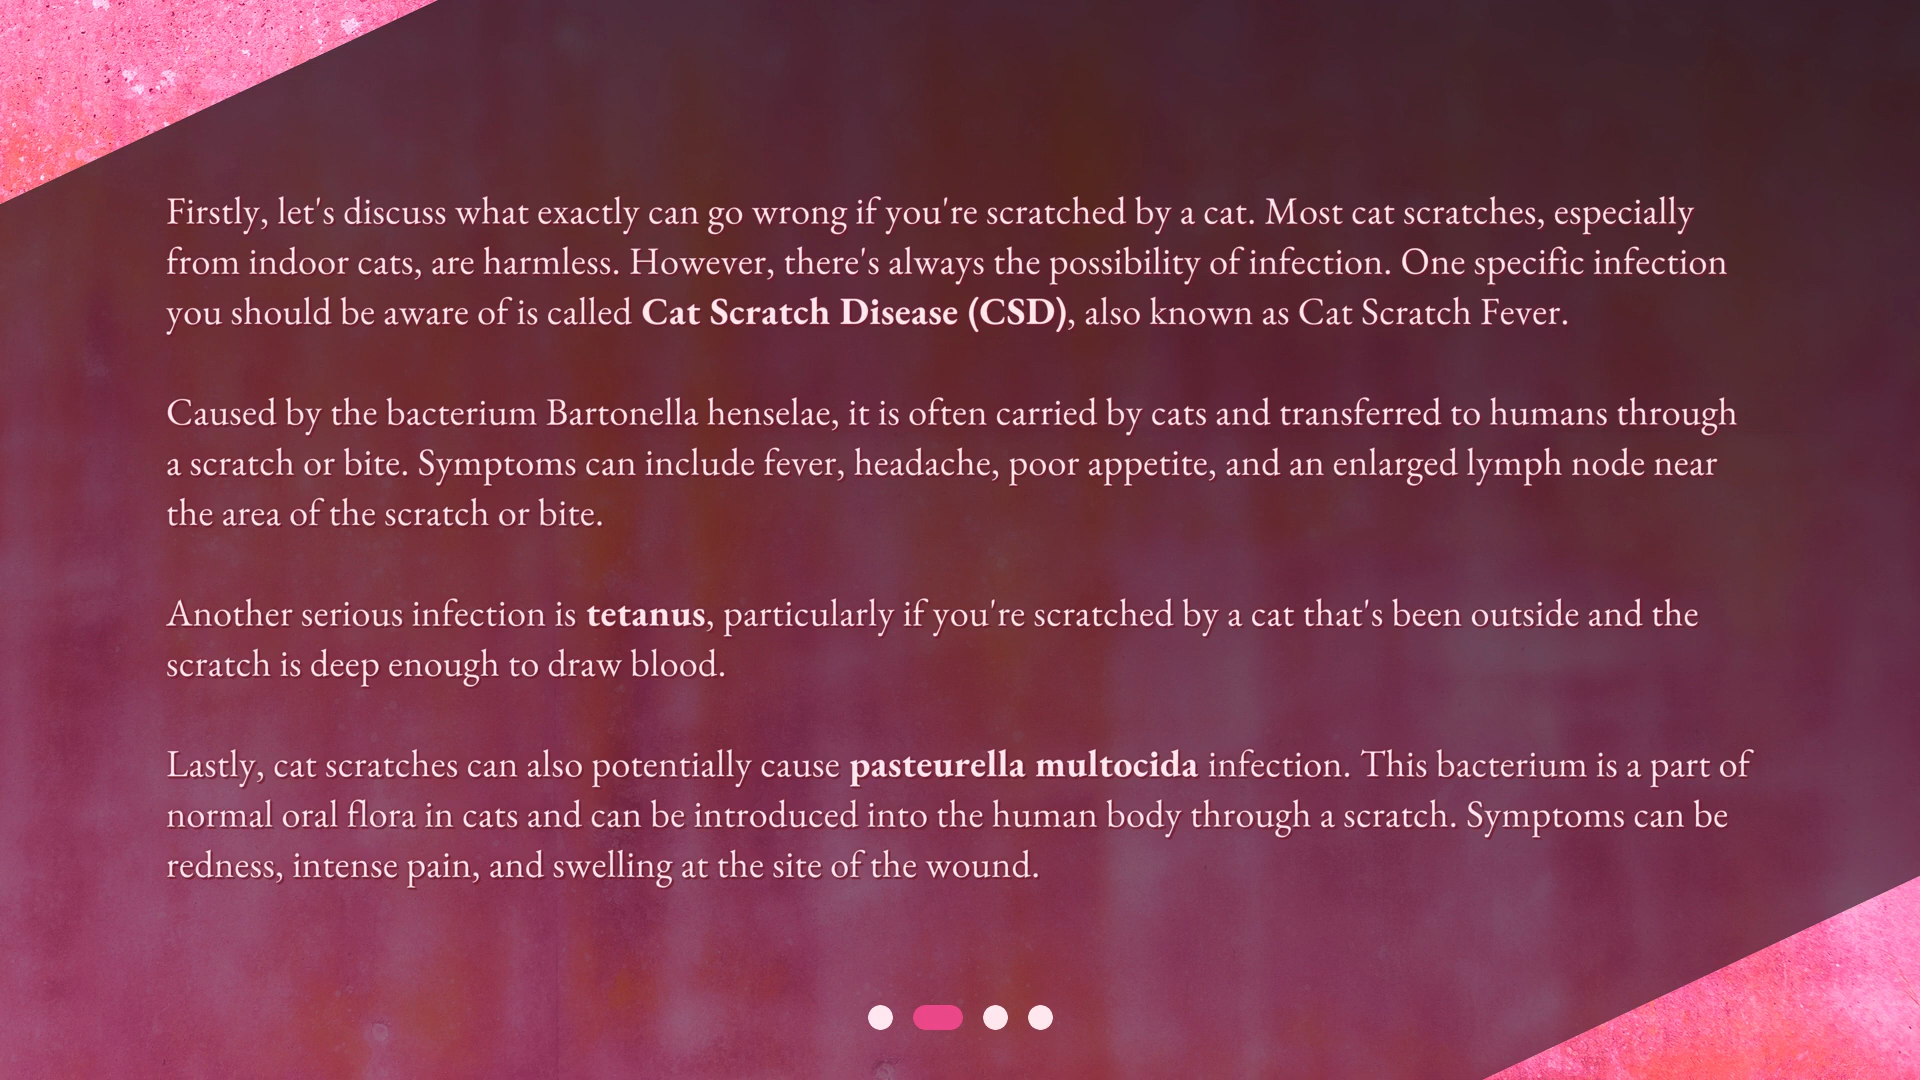 Firstly, let's discuss what exactly can go wrong if you're scratched by a cat. Most cat scratches, especially
from indoor cats, are harmless. However, there's always the possibility of infection. One specific infection
you should be aware of is called Cat Scratch Disease (CSD), also known as Cat Scratch Fever.
Caused by the bacterium Bartonella henselae, it is often carried by cats and transferred to humans through
a scratch or bite. Symptoms can include fever, headache, poor appetite, and an enlarged lymph node near
the area of the scratch or bite.
Another serious infection is tetanus, particularly if you're scratched by a cat that's been outside and the
scratch is deep enough to draw blood.
Lastly, cat scratches can also potentially cause pasteurella multocida infection. This bacterium is a part of
normal oral flora in cats and can be introduced into the human body through a scratch. Symptoms can be
redness, intense pain, and swelling at the site of the wound.